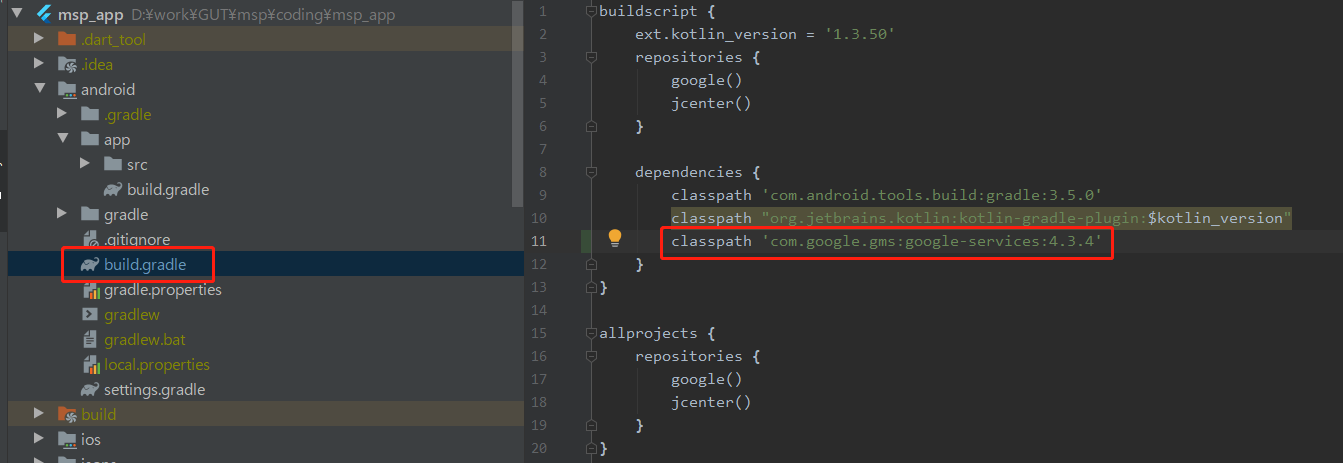 msp_app D:¥work¥GUT¥msp¥coding¥msp_app
.dart_tool
.idea
android
.gradle
app
src
build.gradle
gradle
.gitignore
build.gradle
gradle.properties
gradlew
gradlew.bat
local.properties
settings.gradle
build
ios
1 buildscript {
2 ext.kotlin_version = '1.3.50'
3 repositories {
4 google()
5 jcenter()
6 }
7
8 dependencies {
9 classpath 'com.android.tools.build:gradle:3.5.0'
10 classpath "org.jetbrains.kotlin:kotlin-gradle-plugin:$kotlin_version"
11 classpath 'com.google.gms:google-services:4.3.4'
12 }
13 }
14
15 allprojects {
16 repositories {
17 google()
18 jcenter()
19 }
20 }